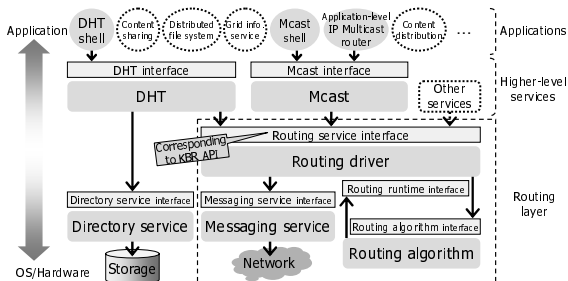 Application
DHT
shell
Content
sharing
Distributed
file system
Grid info
service
Mcast
shell
Application-level
IP Multicast
router
Content
distribution
...
Applications
DHT interface
Mcast interface
DHT
Mcast
Other
services
Higher-level
services
Corresponding
to KBR API
Routing service interface
Routing driver
Routing runtime interface
Directory service interface
Messaging service interface
Routing
layer
Directory service
Messaging service
Routing algorithm interface
Routing algorithm
OS/Hardware
Storage
Network